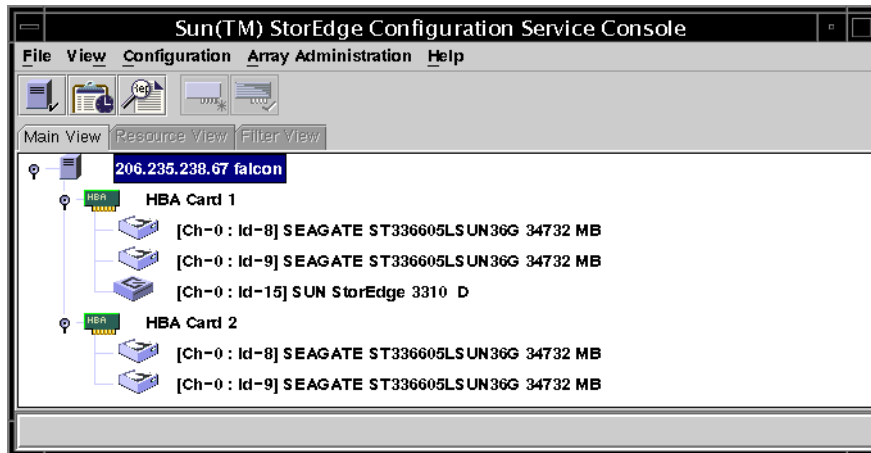 Sun(TM) StorEdge Configuration Service Console
File View Configuration Array Administration Help
Rep
Main View Resource View Filter View
206.235.238.67 falcon
HBA HBA Card 1
[Ch-0 : Id-8] SEAGATE ST336605LSUN36G 34732 MB
[Ch-0 : Id-9] SEAGATE ST336605LSUN36G 34732 MB
[Ch-0 : Id-15] SUN StorEdge 3310 D
HBA HBA Card 2
[Ch-0 : Id-8] SEAGATE ST336605LSUN36G 34732 MB
[Ch-0 : Id-9] SEAGATE ST336605LSUN36G 34732 MB